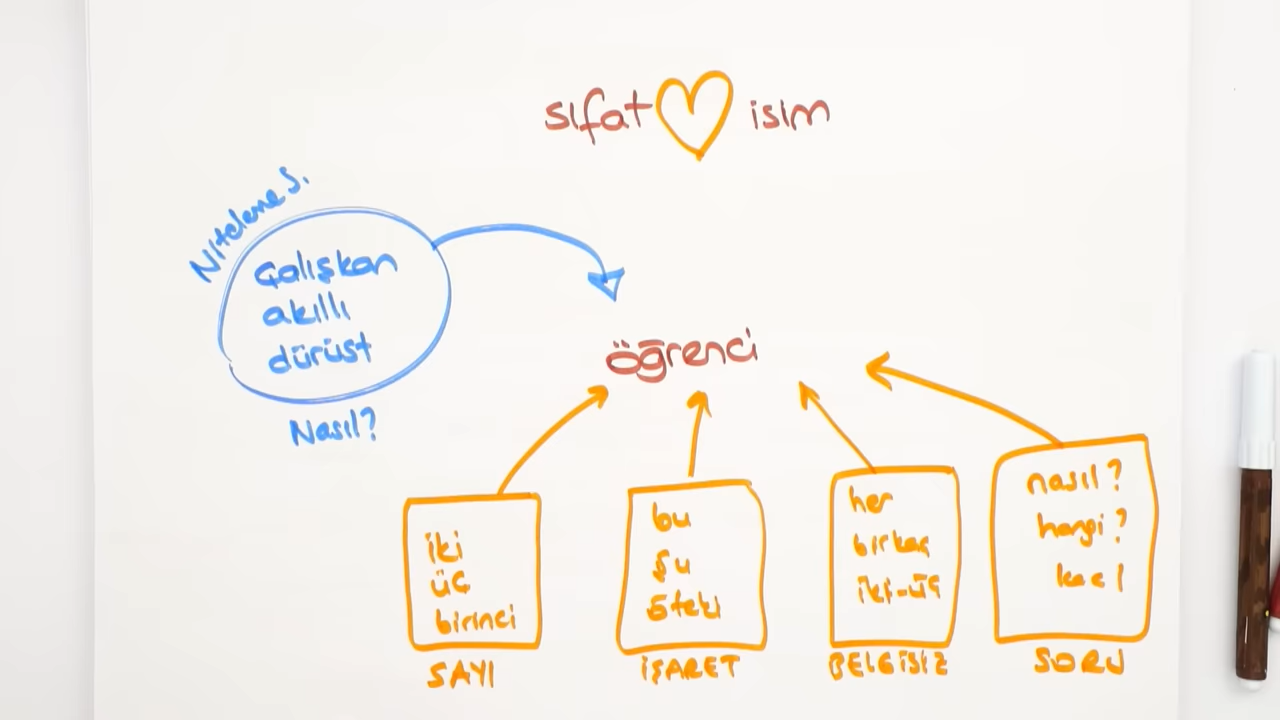 sıfat isim
Niteleme S.
Çalışkan
akıllı
dürüst
Nasıl?
öğrenci
iki
üç
birinci
SAYI
bu
şu
öteki
İŞARET
her
birkaç
iki-üç
BELGİSİZ
nasıl?
hangi?
SORU